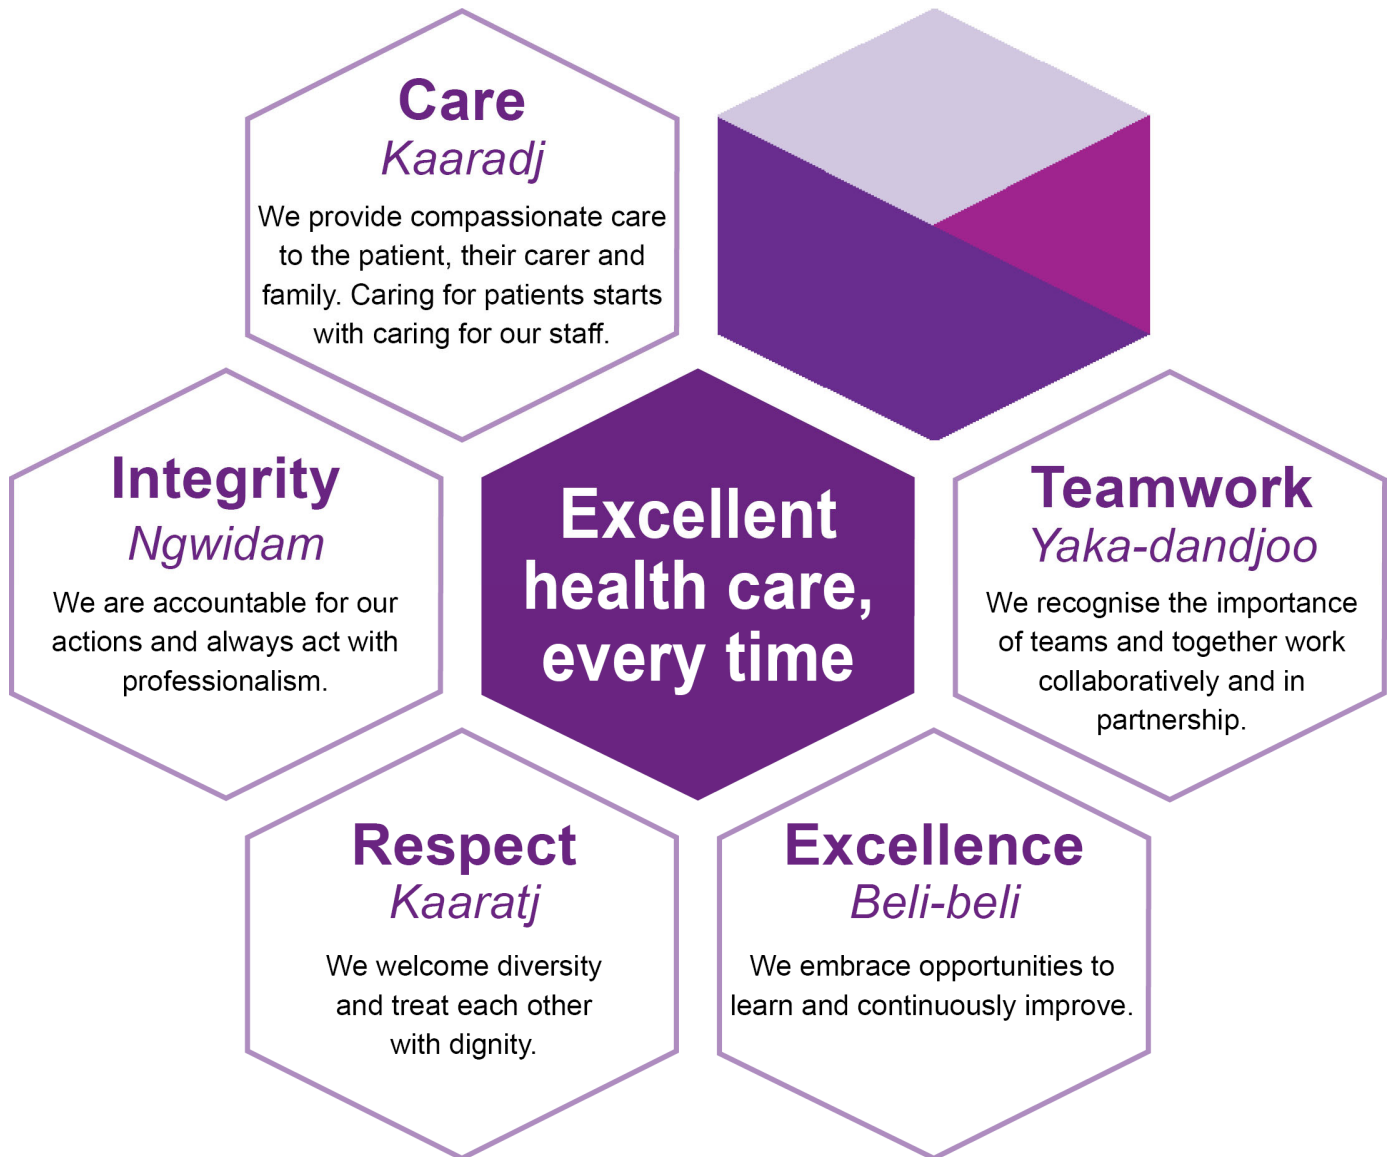 Care
Kaaradj
We provide compassionate care
to the patient, their carer and
family. Caring for patients starts
with caring for our staff.
Integrity
Ngwidam
We are accountable for our
actions and always act with
professionalism.
Excellent
health care,
every time
Teamwork
Yaka-dandjoo
We recognise the importance
of teams and together work
collaboratively and in
partnership.
Respect
Kaaratj
We welcome diversity
and treat each other
with dignity.
Excellence
Beli-beli
We embrace opportunities to
learn and continuously improve.